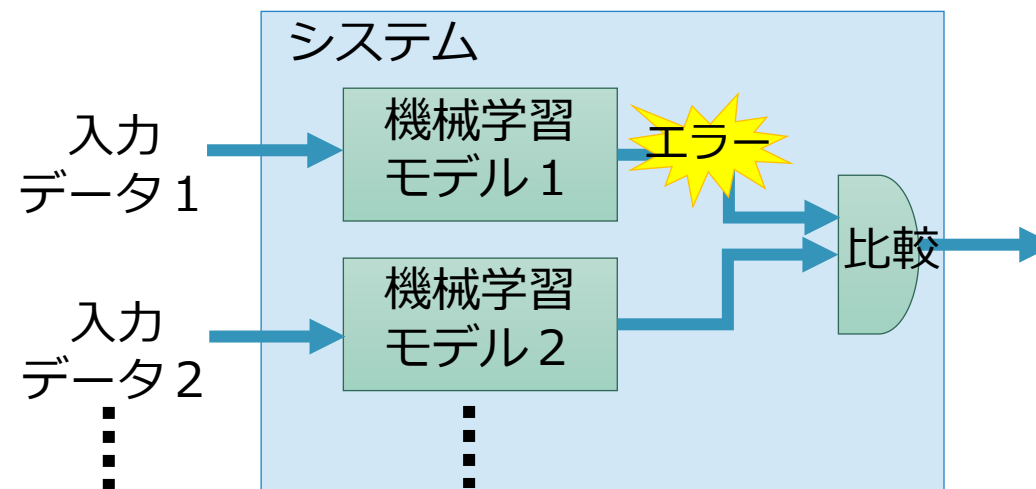 システム
入力
データ1
機械学習
モデル1
エラー
比較
入力
データ2
機械学習
モデル2